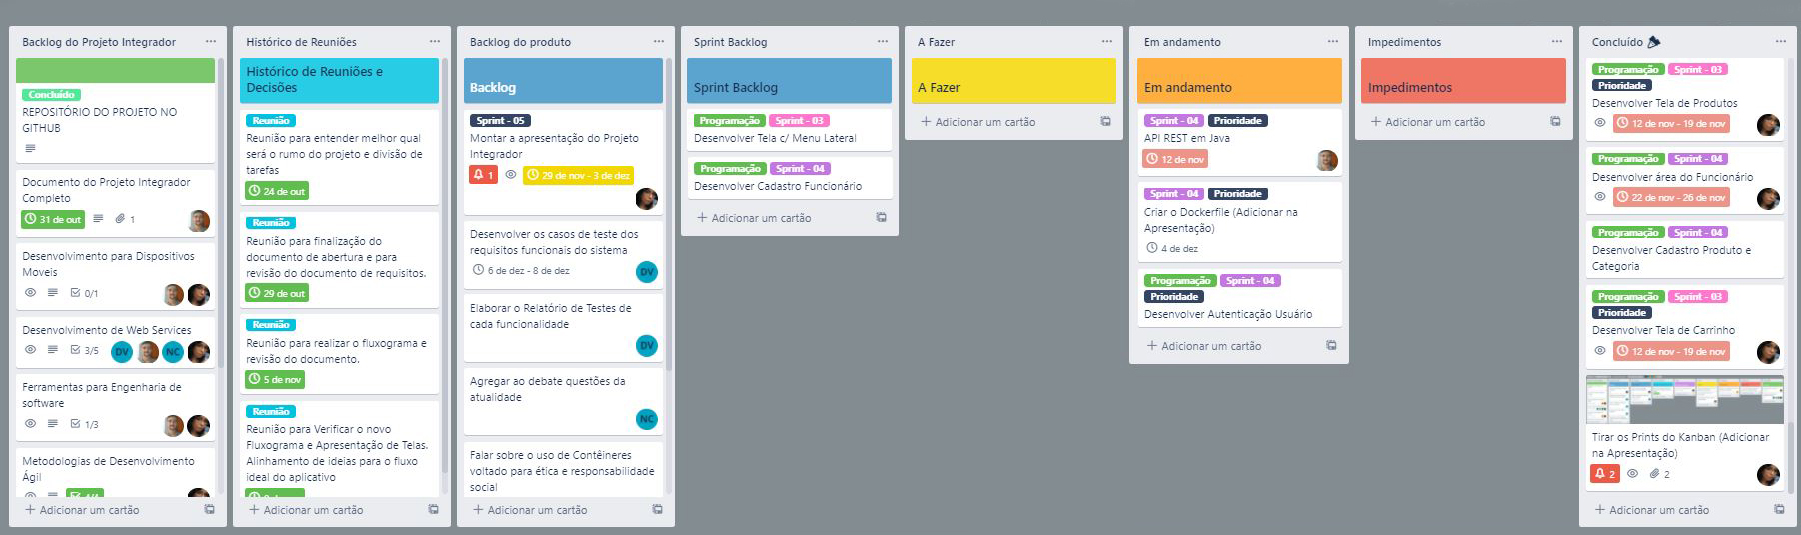 Backlog do Projeto Integrador
Concluído
REPOSITÓRIO DO PROJETO NO
GITHUB
Documento do Projeto Integrador
Completo
31 de out 1
Desenvolvimento para Dispositivos
Moveis
0/1
Desenvolvimento de Web Services
3/5 DV NC
Ferramentas para Engenharia de
software
1/3
Metodologias de Desenvolvimento
Ágil
+ Adicionar um cartão
Histórico de Reuniões
Histórico de Reuniões e
Decisões
Reunião
Reunião para entender melhor qual
será o rumo do projeto e divisão de
tarefas
24 de out
Reunião
Reunião para finalização do
documento de abertura e para
revisão do documento de requisitos.
29 de out
Reunião
Reunião para realizar o fluxograma e
revisão do documento.
5 de nov
Reunião
Reunião para Verificar o novo
Fluxograma e Apresentação de Telas.
Alinhamento de ideias para o fluxo
ideal do aplicativo
+ Adicionar um cartão
Backlog do produto
Backlog
Sprint - 05
Montar a apresentação do Projeto
Integrador
1 29 de nov - 3 de dez
Desenvolver os casos de teste dos
requisitos funcionais do sistema
6 de dez - 8 de dez DV
Elaborar o Relatório de Testes de
cada funcionalidade
DV
Agregar ao debate questões da
atualidade
NC
Falar sobre o uso de Contêineres
voltado para ética e responsabilidade
social
+ Adicionar um cartão
Sprint Backlog
Sprint Backlog
Programação Sprint - 03
Desenvolver Tela c/ Menu Lateral
Programação Sprint - 04
Desenvolver Cadastro Funcionário
+ Adicionar um cartão
A Fazer
A Fazer
+ Adicionar um cartão
Em andamento
Em andamento
Sprint - 04 Prioridade
API REST em Java
12 de nov
Sprint - 04 Prioridade
Criar o Dockerfile (Adicionar na
Apresentação)
4 de dez
Programação Sprint - 04
Prioridade
Desenvolver Autenticação Usuário
+ Adicionar um cartão
Impedimentos
Impedimentos
+ Adicionar um cartão
Concluído
Programação Sprint - 03
Prioridade
Desenvolver Tela de Produtos
12 de nov - 19 de nov
Programação Sprint - 04
Desenvolver área do Funcionário
22 de nov - 26 de nov
Programação Sprint - 04
Desenvolver Cadastro Produto e
Categoria
Programação Sprint - 03
Prioridade
Desenvolver Tela de Carrinho
12 de nov - 19 de nov
Tirar os Prints do Kanban (Adicionar
na Apresentação)
2 2
+ Adicionar um cartão